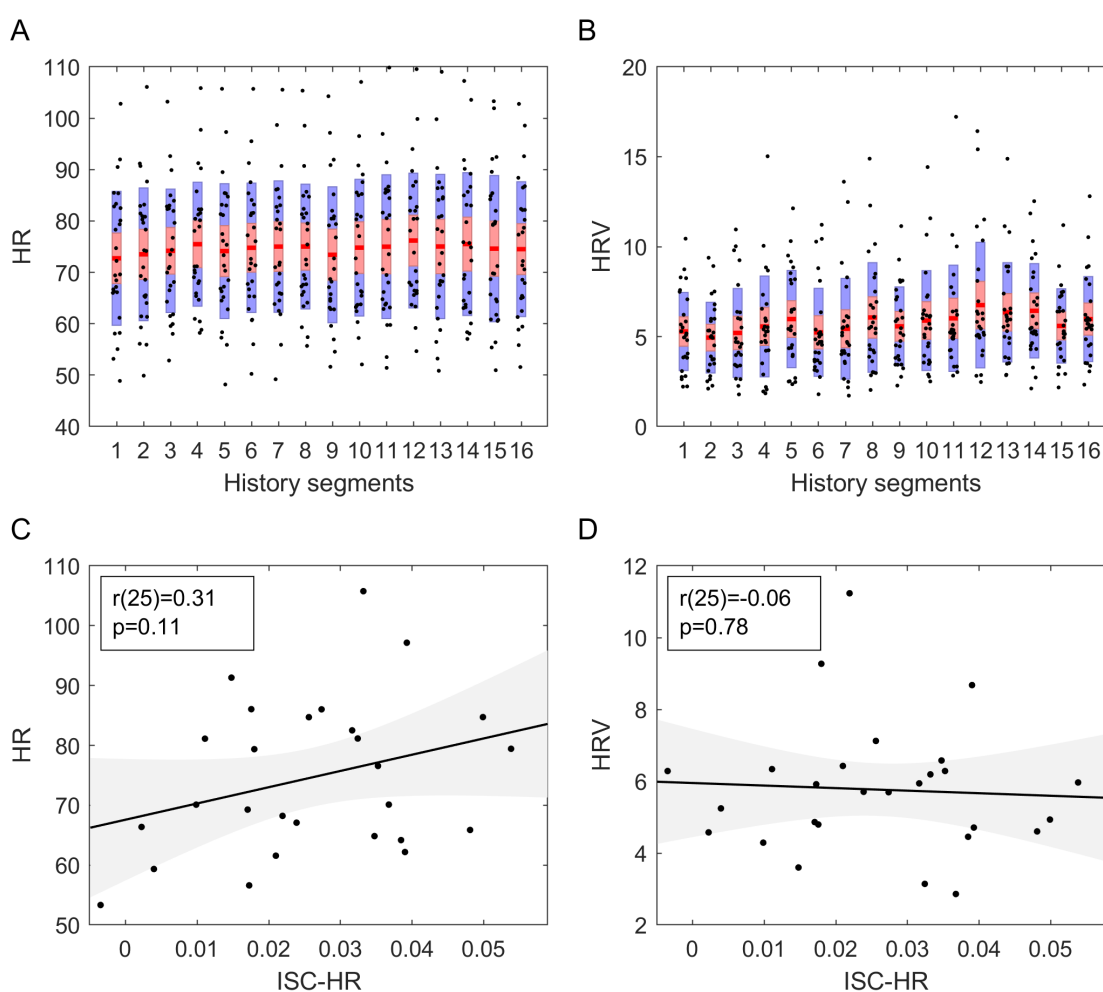 A
HR
110
100
90
80
70
60
50
40
1 2 3 4 5 6 7 8 9 10 11 12 13 14 15 16
History segments
B
HRV
20
15
10
5
0
1 2 3 4 5 6 7 8 9 10 11 12 13 14 15 16
History segments
C
HR
110
100
90
80
70
60
50
r(25)=0.31
p=0.11
0 0.01 0.02 0.03 0.04 0.05
ISC-HR
D
HRV
12
10
8
6
4
2
r(25)=-0.06
p=0.78
0 0.01 0.02 0.03 0.04 0.05
ISC-HR